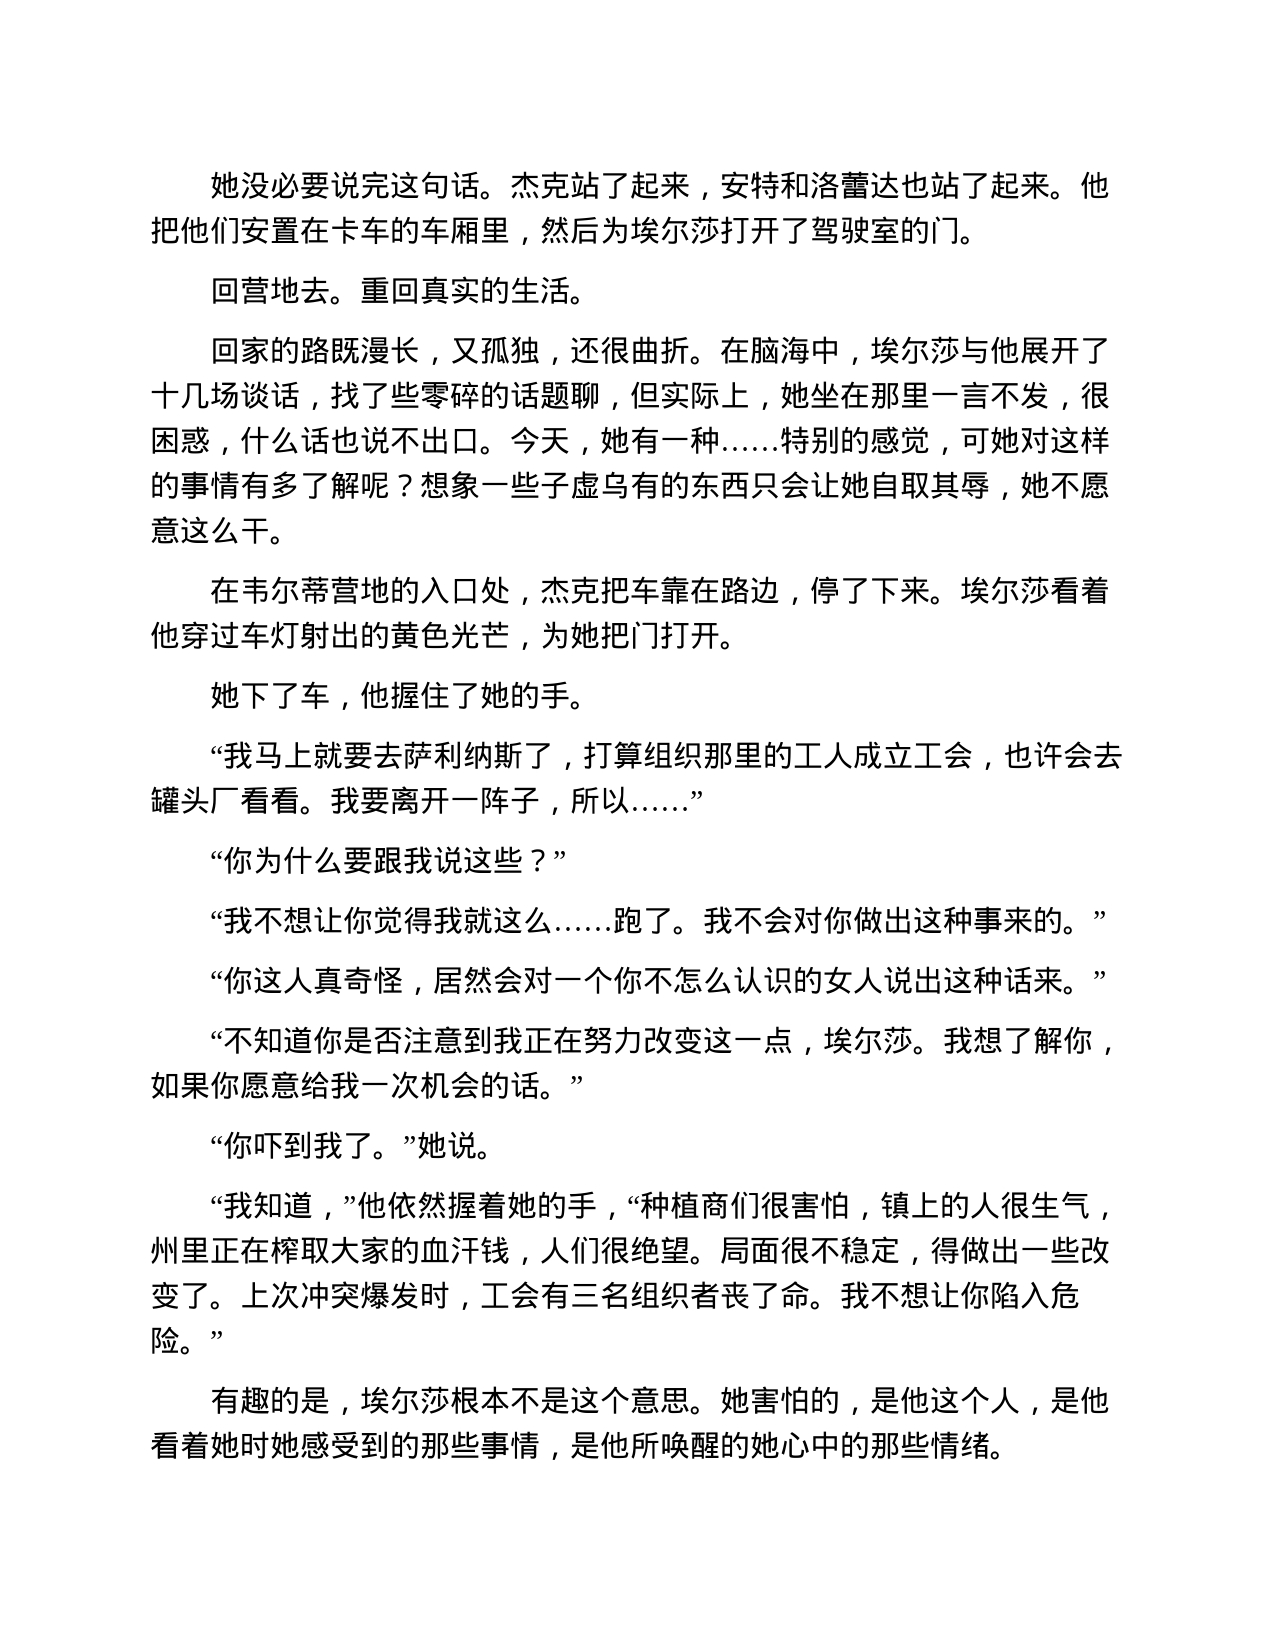 她没必要说完这句话。杰克站了起来，安特和洛蕾达也站了起来。他
把他们安置在卡车的车厢里，然后为埃尔莎打开了驾驶室的门。
回营地去。重回真实的生活。
回家的路既漫长，又孤独，还很曲折。在脑海中，埃尔莎与他展开了
十几场谈话，找了些零碎的话题聊，但实际上，她坐在那里一言不发，很
困惑，什么话也说不出口。今天，她有一种……特别的感觉，可她对这样
的事情有多了解呢？想象一些子虚乌有的东西只会让她自取其辱，她不愿
意这么干。
在韦尔蒂营地的入口处，杰克把车靠在路边，停了下来。埃尔莎看着
他穿过车灯射出的黄色光芒，为她把门打开。
她下了车，他握住了她的手。
“我马上就要去萨利纳斯了，打算组织那里的工人成立工会，也许会去
罐头厂看看。我要离开一阵子，所以……”
“你为什么要跟我说这些？”
“我不想让你觉得我就这么……跑了。我不会对你做出这种事来的。”
“你这人真奇怪，居然会对一个你不怎么认识的女人说出这种话来。”
“不知道你是否注意到我正在努力改变这一点，埃尔莎。我想了解你，
如果你愿意给我一次机会的话。”
“你吓到我了。”她说。
“我知道，”他依然握着她的手，“种植商们很害怕，镇上的人很生气，
州里正在榨取大家的血汗钱，人们很绝望。局面很不稳定，得做出一些改
变了。上次冲突爆发时，工会有三名组织者丧了命。我不想让你陷入危
险。”
有趣的是，埃尔莎根本不是这个意思。她害怕的，是他这个人，是他
看着她时她感受到的那些事情，是他所唤醒的她心中的那些情绪。